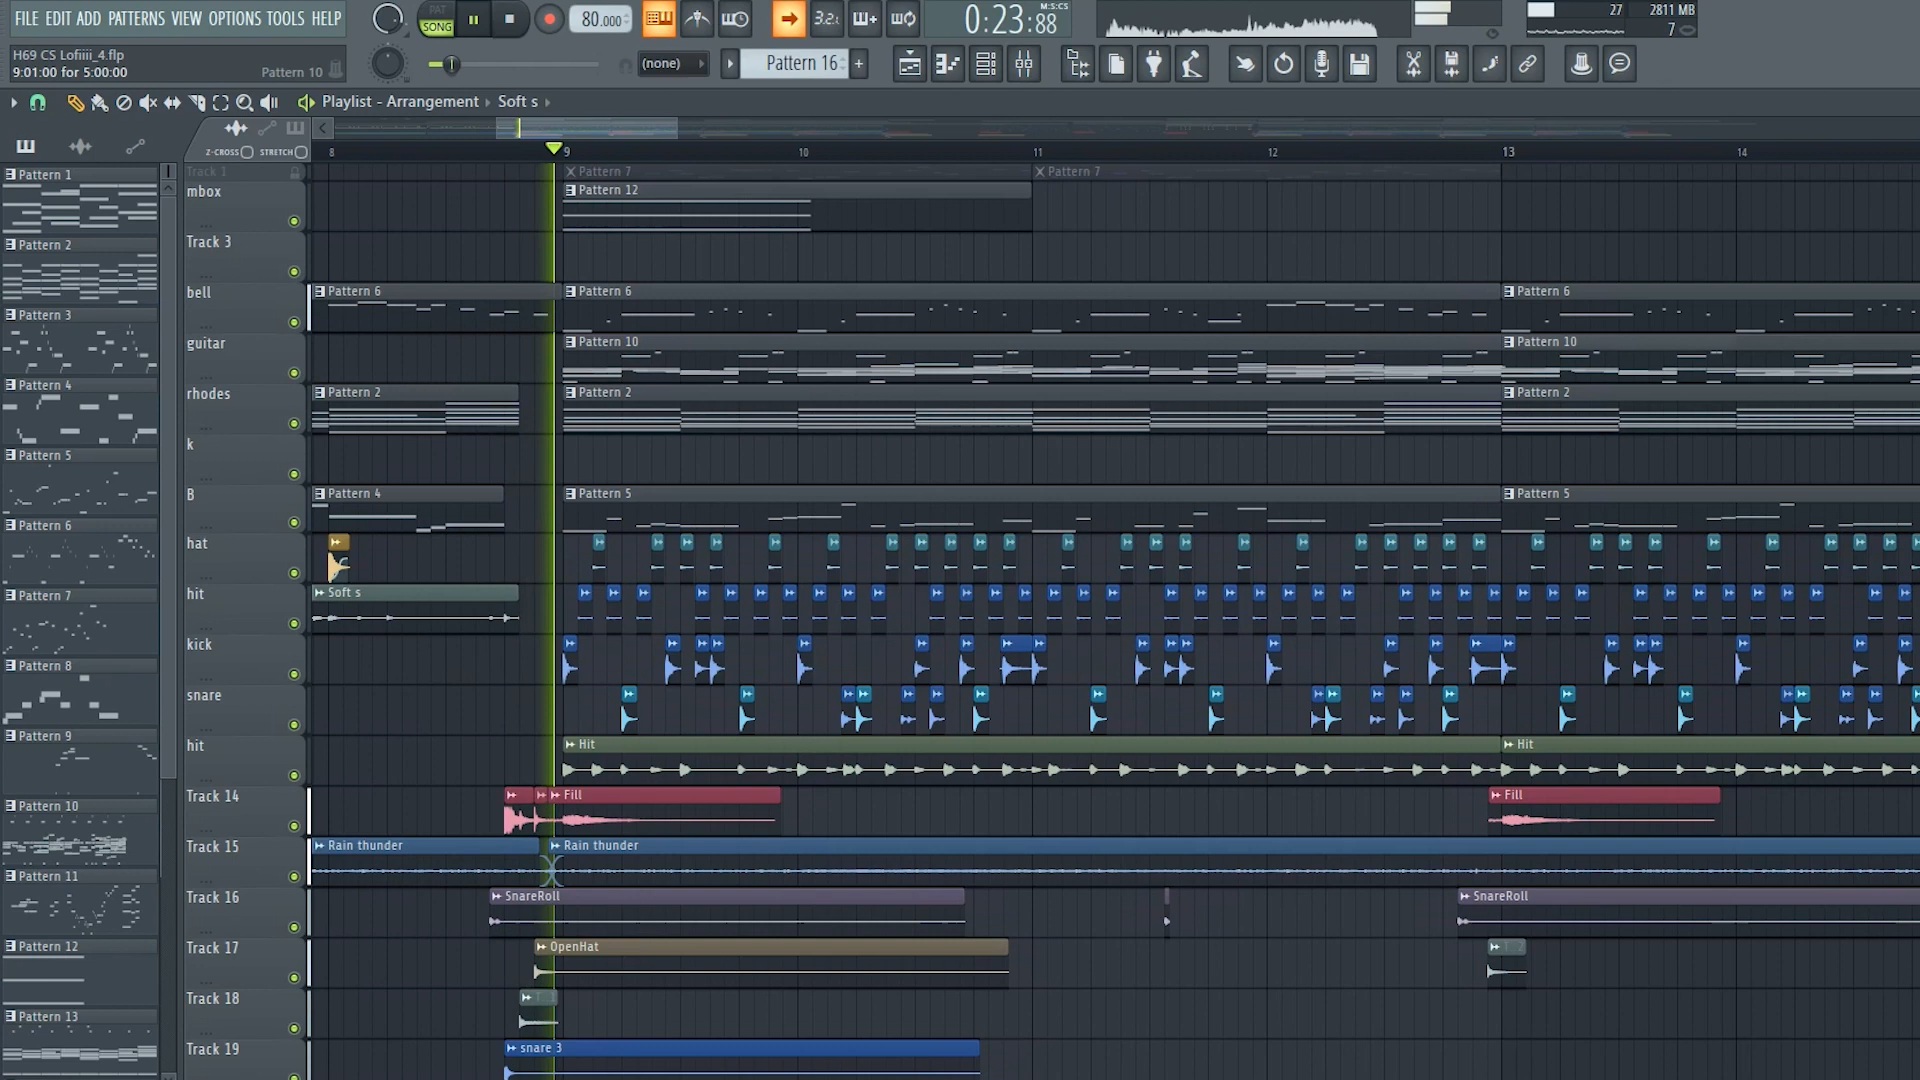 FILE EDIT ADD PATTERNS VIEW OPTIONS TOOLS HELP
PAT
SONG
80.000
3.2.
M:S:CS
0:23:88
27
2811 MB
7
H69 CS Lofiiii_4.flp
9:01:00 for 5:00:00
Pattern 10
(none)
Pattern 16
Playlist - Arrangement
Soft s
Z-CROSS
STRETCH
8
9
10
11
12
13
14
Pattern 1
Pattern 2
Pattern 3
Pattern 4
Pattern 5
Pattern 6
Pattern 7
Pattern 8
Pattern 9
Pattern 10
Pattern 11
Pattern 12
Pattern 13
Track 1
Pattern 7
Pattern 7
mbox
Pattern 12
Track 3
bell
Pattern 6
Pattern 6
Pattern 6
guitar
Pattern 10
Pattern 10
rhodes
Pattern 2
Pattern 2
Pattern 2
k
B
Pattern 4
Pattern 5
Pattern 5
hat
hit
Soft s
kick
snare
hit
Hit
Hit
Track 14
Fill
Fill
Track 15
Rain thunder
Rain thunder
Track 16
SnareRoll
SnareRoll
Track 17
OpenHat
Track 18
Track 19
snare 3